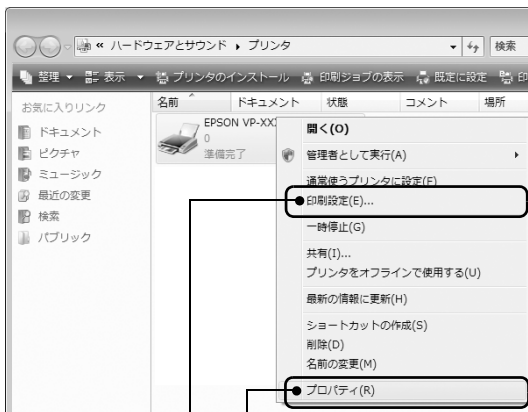 « ハードウェアとサウンド ▸ プリンタ
検索
整理 ▼ 表示 ▼ プリンタのインストール 印刷ジョブの表示 既定に設定 印
お気に入りリンク
ドキュメント
ピクチャ
ミュージック
最近の変更
検索
パブリック
名前 ドキュメント 状態 コメント 場所
EPSON VP-XX
0
準備完了
開く(O)
管理者として実行(A)
通常使うプリンタに設定(F)
印刷設定(E)...
一時停止(G)
共有(I)...
プリンタをオフラインで使用する(U)
最新の情報に更新(H)
ショートカットの作成(S)
削除(D)
名前の変更(M)
プロパティ(R)